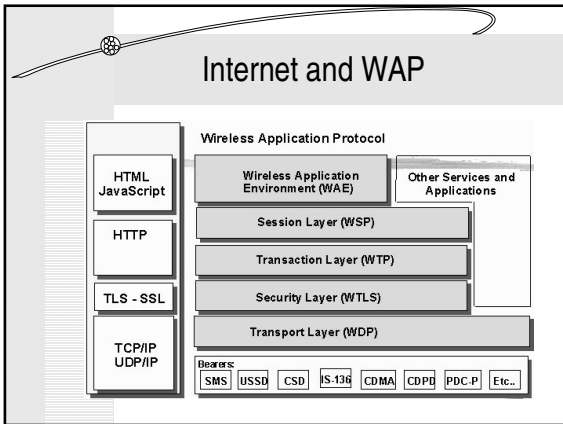 Internet and WAP
Wireless Application Protocol
HTML
JavaScript
HTTP
TLS - SSL
TCP/IP
UDP/IP
Wireless Application
Environment (WAE)
Other Services and
Applications
Session Layer (WSP)
Transaction Layer (WTP)
Security Layer (WTLS)
Transport Layer (WDP)
Bearers:
SMS USSD CSD IS-136 CDMA CDPD PDC-P Etc..